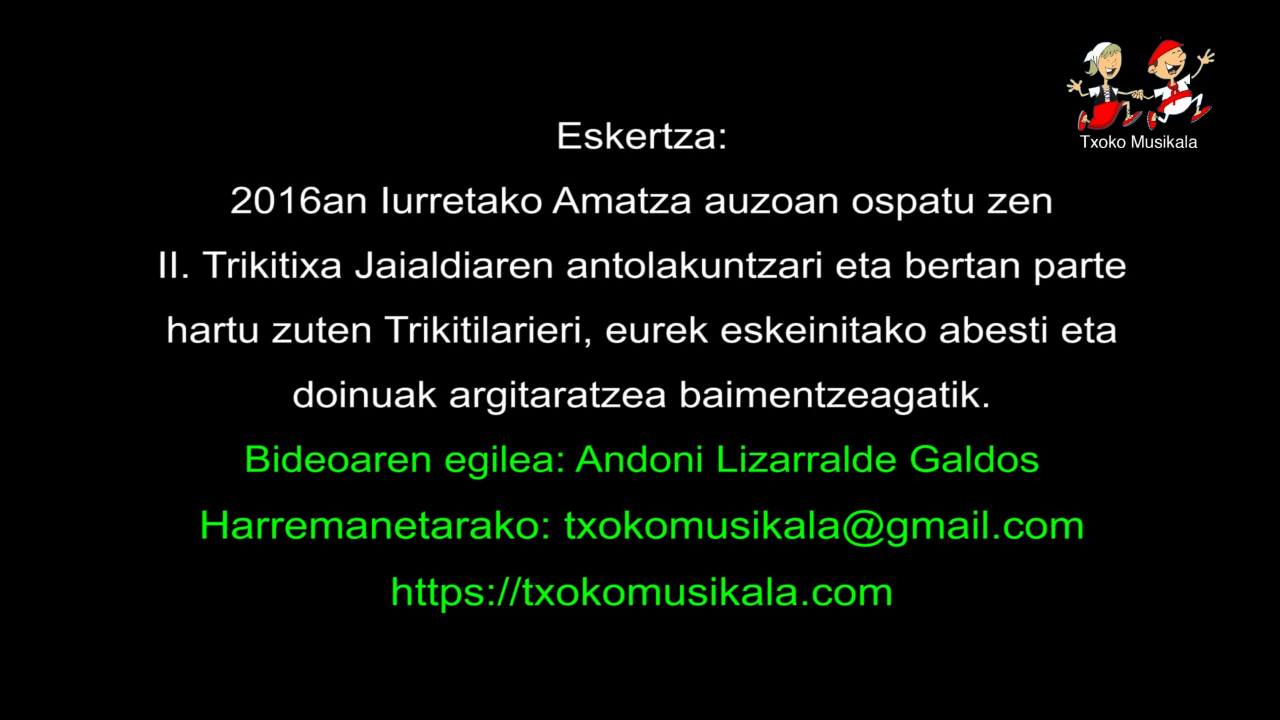 Txoko Musikala
Eskertza:
2016an Iurretako Amatza auzoan ospatu zen
II. Trikitixa Jaialdiaren antolakuntzari eta bertan parte
hartu zuten Trikitilarieri, eurek eskeinitako abesti eta
doinuak argitaratzea baimentzeagatik.
Bideoaren egilea: Andoni Lizarralde Galdos
Harremanetarako: txokomusikala@gmail.com
https://txokomusikala.com